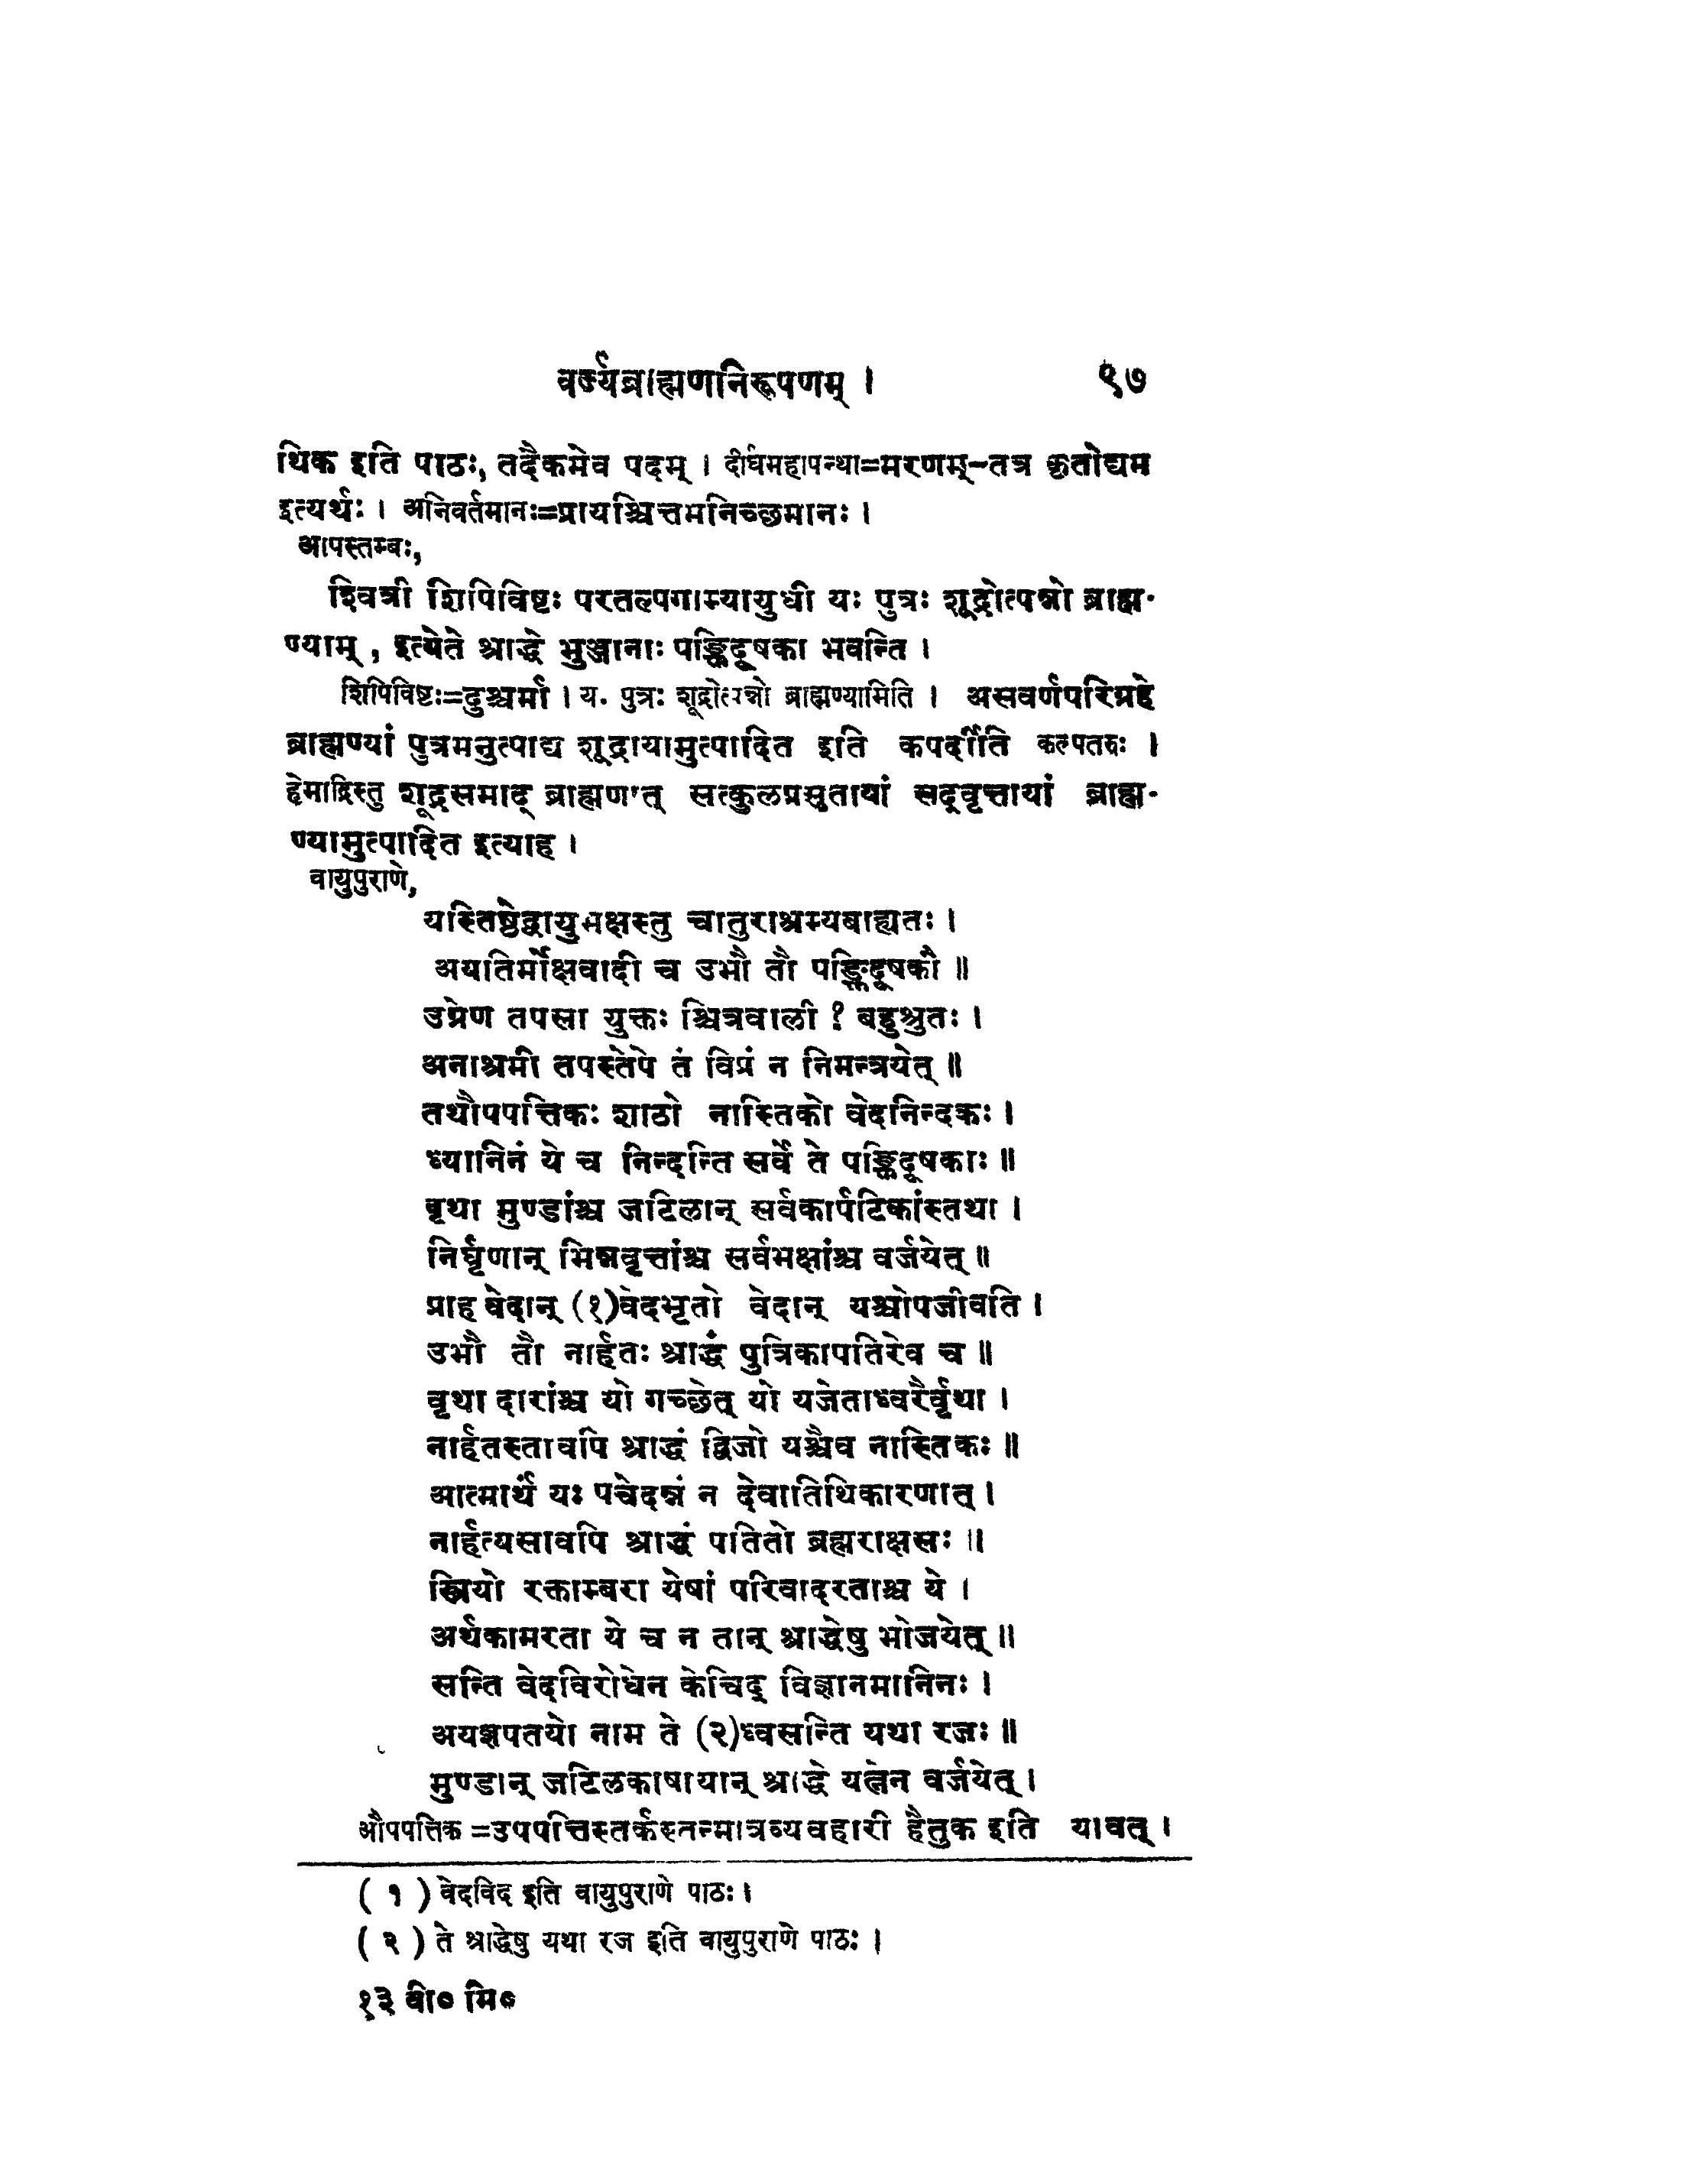 वर्ज्यब्राह्मणनिरूपणम् । ९७
थिक इति पाठः, तदैकमेव पदम् । दीर्घमहापन्था=मरणम्-तत्र कृतोद्यम
इत्यर्थः । अनिवर्तमानः=प्रायश्चित्तमनिच्छमानः ।
आपस्तम्बः,
श्वित्री शिपिविष्टः परतल्पगाम्यायुधी यः पुत्रः शूद्रोत्पन्नो ब्राह्म-
ण्याम् , इत्येते श्राद्धे भुञ्जानाः पङ्क्तिदूषका भवन्ति ।
शिपिविष्टः=दुश्चर्मा । य. पुत्रः शूद्रोत्पन्नो ब्राह्मण्यामिति । असवर्णपरिग्रहे
ब्राह्मण्यां पुत्रमनुत्पाद्य शूद्रायामुत्पादित इति कपर्दीति कल्पतरुः ।
हेमाद्रिस्तु शूद्रसमाद् ब्राह्मणात् सत्कुलप्रसुतायां सद्वृत्तायां ब्राह्म-
ण्यामुत्पादित इत्याह ।
वायुपुराणे,
यस्तिष्ठेद्वायुभक्षस्तु चातुराश्रम्यबाह्यतः ।
अयतिर्मोक्षवादी च उभौ तौ पङ्क्तिदूषकौ ॥
उग्रेण तपसा युक्तः श्चित्रवाली ? बहुश्रुतः ।
अनाश्रमी तपस्तेपे तं विप्रं न निमन्त्रयेत् ॥
तथौपपत्तिकः शाठो नास्तिको वेदनिन्दकः ।
ध्यानिनं ये च निन्दन्ति सर्वे ते पङ्क्तिदूषकाः ॥
वृथा मुण्डांश्च जटिलान् सर्वकार्पटिकांस्तथा ।
निर्घृणान् भिन्नवृत्तांश्च सर्वभक्षांश्च वर्जयेत् ॥
प्राह वेदान् (१)वेदभृतो वेदान् यश्चोपजीवति ।
उभौ तौ नार्हतः श्राद्धं पुत्रिकापतिरेव च ॥
वृथा दारांश्च यो गच्छेत् यो यजेताध्वरैर्वृथा ।
नार्हतस्तावपि श्राद्धं द्विजो यश्चैव नास्तिकः ॥
आत्मार्थं यः पचेदन्नं न देवातिथिकारणात् ।
नार्हत्यसावपि श्राद्धं पतितो ब्रह्मराक्षसः ॥
स्त्रियो रक्ताम्बरा येषां परिवादरताश्च ये ।
अर्थकामरता ये च न तान् श्राद्धेषु भोजयेत् ॥
सन्ति वेदविरोधेन केचिद् विज्ञानमानिनः ।
अयज्ञपतयो नाम ते (२)ध्वसन्ति यथा रजः ॥
मुण्डान् जटिलकाषायान् श्राद्धे यत्नेन वर्जयेत् ।
औपपत्तिक =उपपत्तिस्तर्कस्तन्मात्रव्यवहारी हैतुक इति यावत् ।
( १ ) वेदविद इति वायुपुराणे पाठः ।
( २ ) ते श्राद्धेषु यथा रज इति वायुपुराणे पाठः ।
१३ वी० मि०